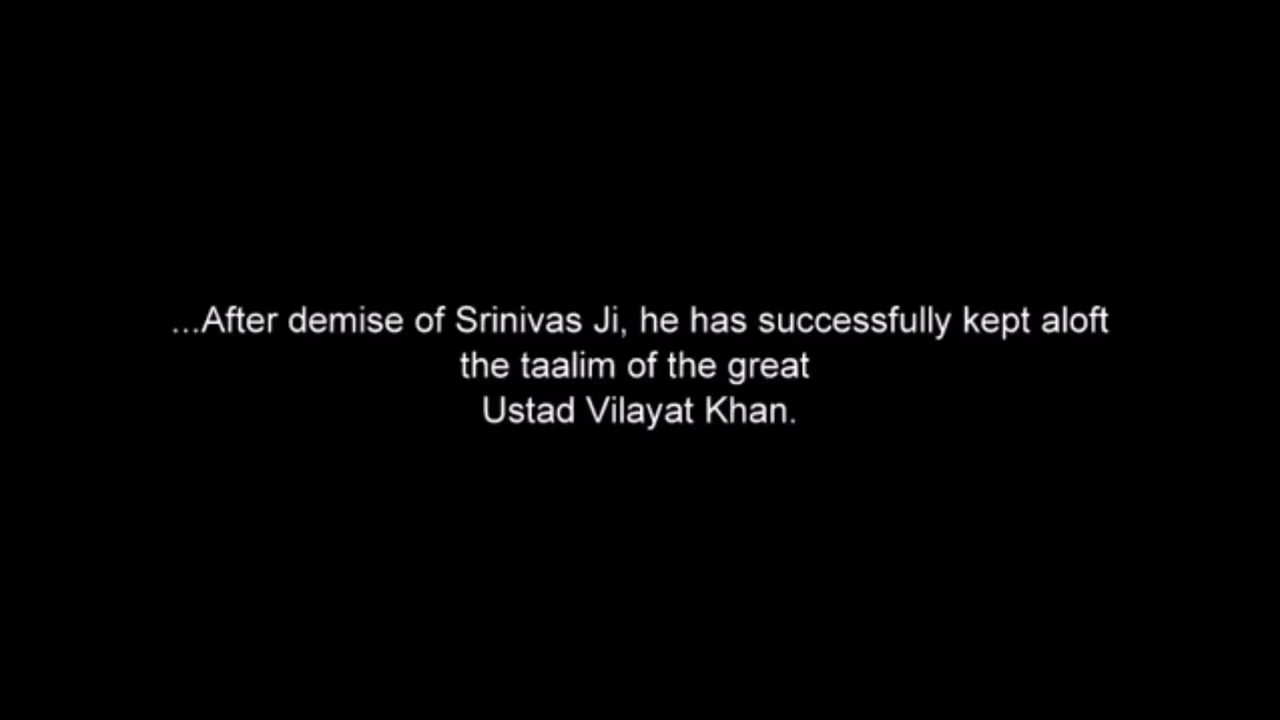 ...After demise of Srinivas Ji, he has successfully kept aloft
the taalim of the great
Ustad Vilayat Khan.